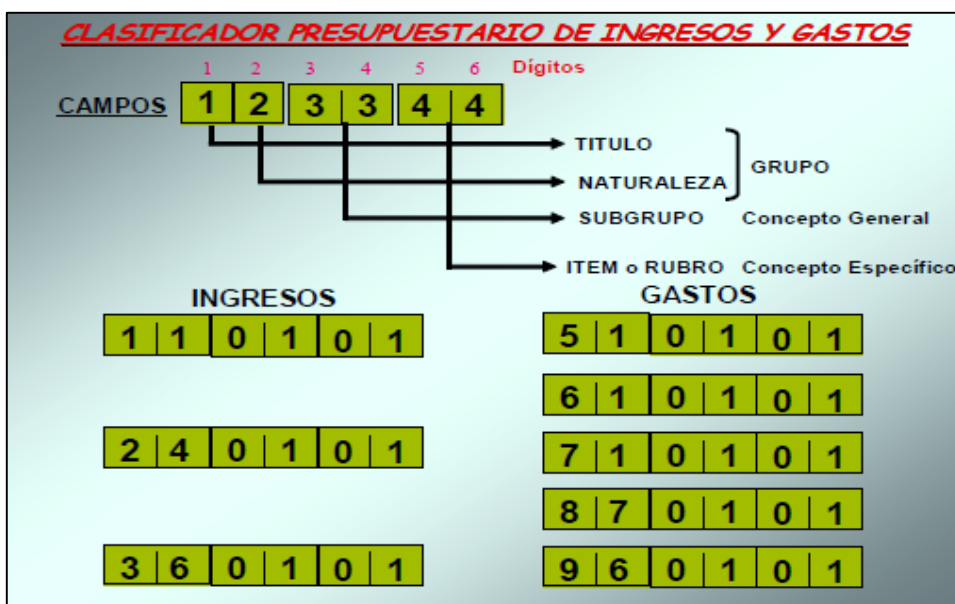 CLASIFICADOR PRESUPUESTARIO DE INGRESOS Y GASTOS
1 2 3 4 5 6 Dígitos
CAMPOS 1 2 3 3 4 4
TITULO
GRUPO
NATURALEZA
SUBGRUPO Concepto General
ITEM o RUBRO Concepto Específico
INGRESOS
1 1 0 1 0 1
2 4 0 1 0 1
3 6 0 1 0 1
GASTOS
5 1 0 1 0 1
6 1 0 1 0 1
7 1 0 1 0 1
8 7 0 1 0 1
9 6 0 1 0 1